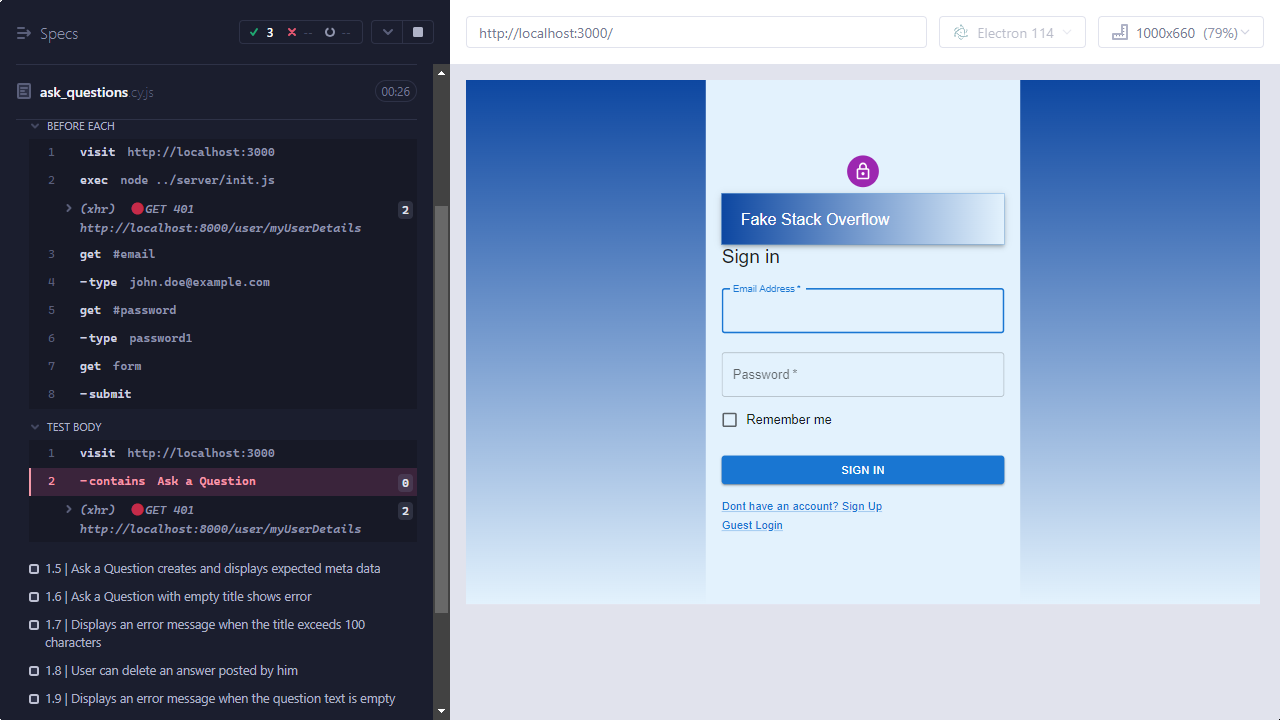 Specs
3
--
--
http://localhost:3000/
Electron 114
1000x660 (79%)
ask_questions cy.js
00:26
BEFORE EACH
1 visit http://localhost:3000
2 exec node ../server/init.js
(xhr) GET 401
2
http://localhost:8000/user/myUserDetails
3 get #email
4 -type john.doe@example.com
5 get #password
6 -type password1
7 get form
8 -submit
TEST BODY
1 visit http://localhost:3000
2 -contains Ask a Question 0
(xhr) GET 401
2
http://localhost:8000/user/myUserDetails
1.5 | Ask a Question creates and displays expected meta data
1.6 | Ask a Question with empty title shows error
1.7 | Displays an error message when the title exceeds 100
characters
1.8 | User can delete an answer posted by him
1.9 | Displays an error message when the question text is empty
Fake Stack Overflow
Sign in
Email Address *
Password *
Remember me
SIGN IN
Dont have an account? Sign Up
Guest Login